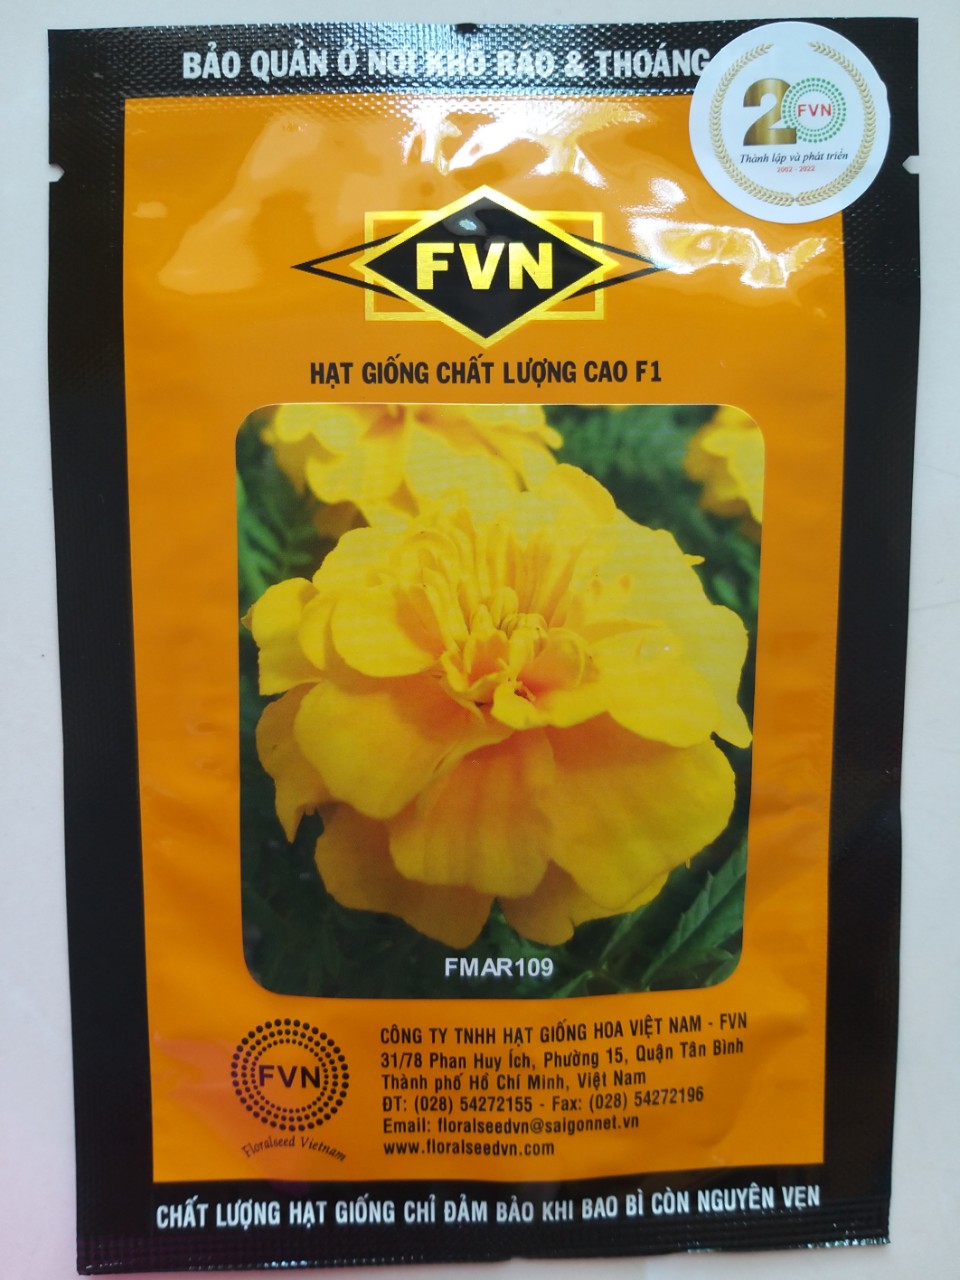 BẢO QUẢN Ở NƠI KHÔ RÁO & THOÁNG
20 FVN
Thành lập và phát triển
2002 - 2022
FVN
HẠT GIỐNG CHẤT LƯỢNG CAO F1
FMAR109
FVN
Floralseed Vietnam
CÔNG TY TNHH HẠT GIỐNG HOA VIỆT NAM - FVN
31/78 Phan Huy Ích, Phường 15, Quận Tân Bình
Thành phố Hồ Chí Minh, Việt Nam
ĐT: (028) 54272155 - Fax: (028) 54272196
Email: floralseedvn@saigonnet.vn
www.floralseedvn.com
CHẤT LƯỢNG HẠT GIỐNG CHỈ ĐẢM BẢO KHI BAO BÌ CÒN NGUYÊN VẸN